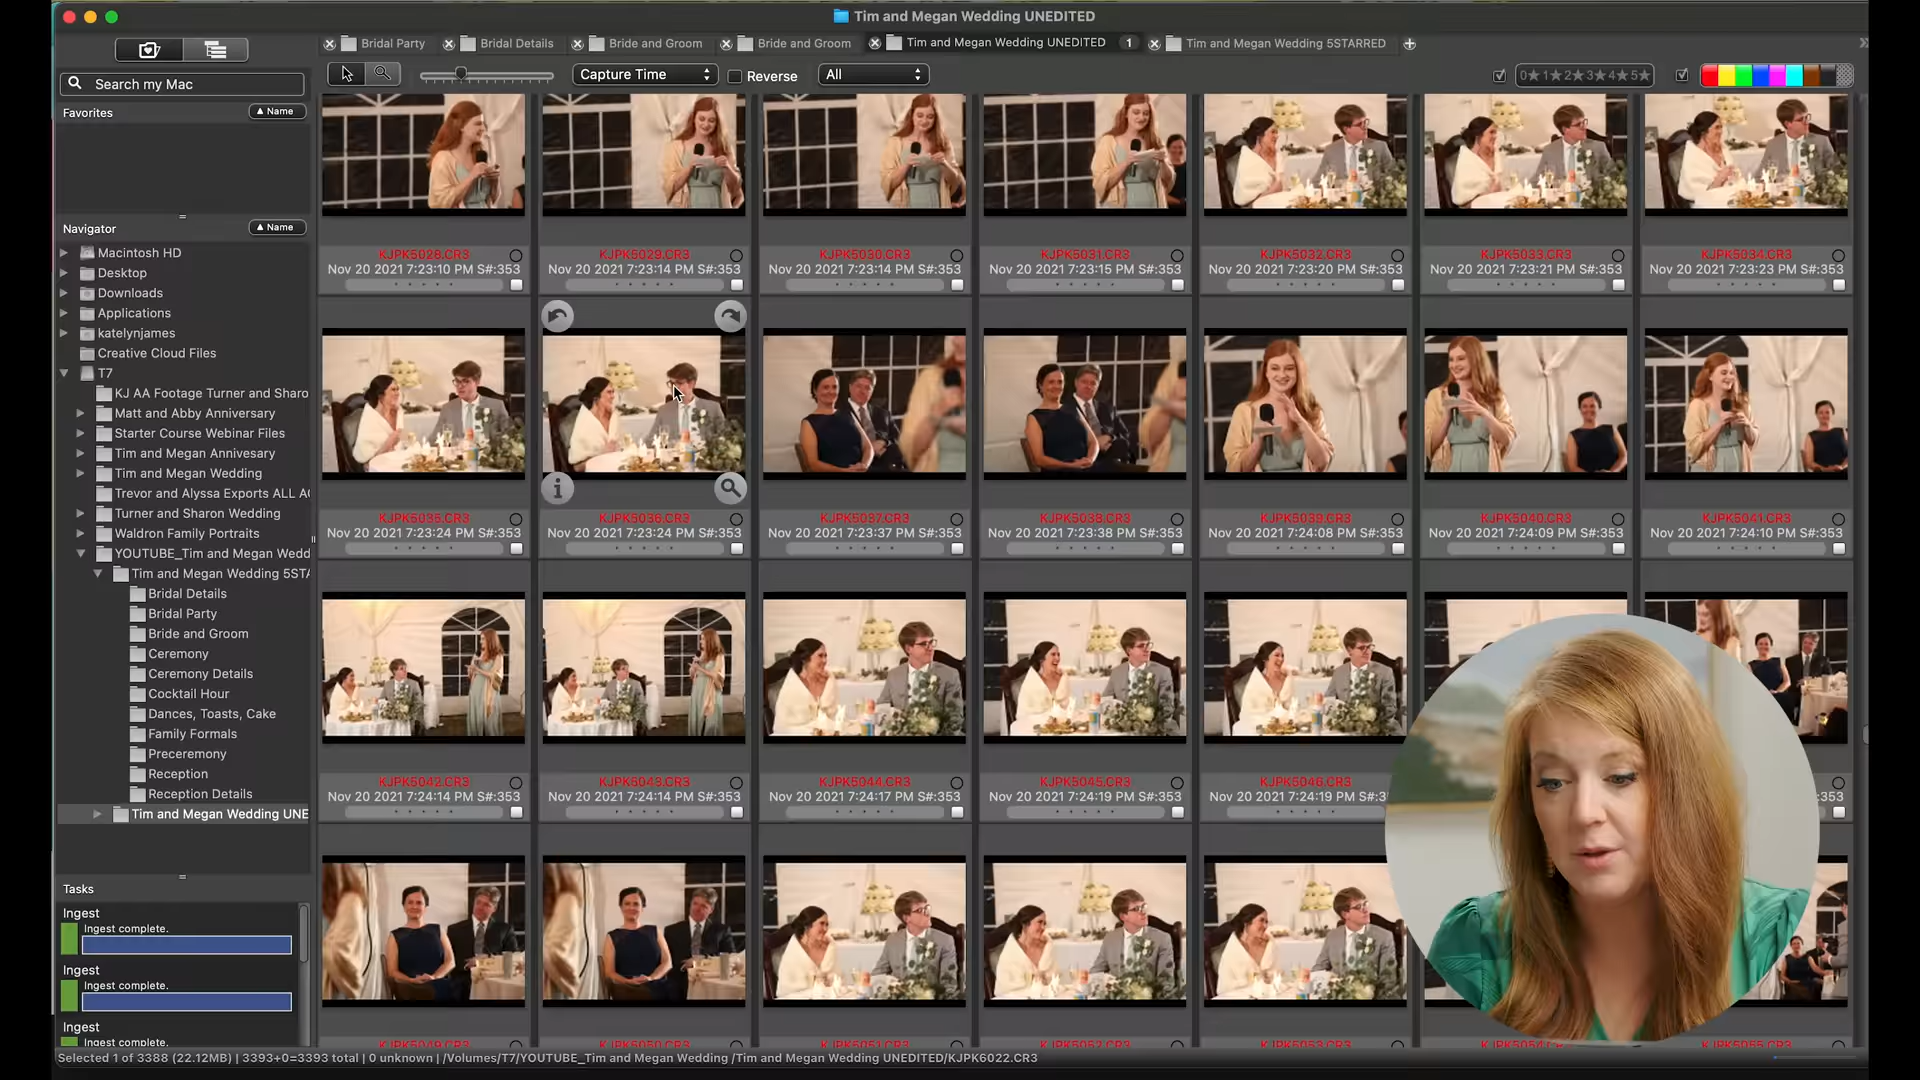 Tim and Megan Wedding UNEDITED
Bridal Party
Bridal Details
Bride and Groom
Bride and Groom
Tim and Megan Wedding UNEDITED 1
Tim and Megan Wedding 5STARRED
Capture Time
Reverse
All
0★1★2★3★4★5★
Search my Mac
Favorites
Name
Navigator
Name
Macintosh HD
Desktop
Downloads
Applications
katelynjames
Creative Cloud Files
T7
KJ AA Footage Turner and Sharo
Matt and Abby Anniversary
Starter Course Webinar Files
Tim and Megan Annivesary
Tim and Megan Wedding
Trevor and Alyssa Exports ALL A
Turner and Sharon Wedding
Waldron Family Portraits
YOUTUBE_Tim and Megan Wedd
Tim and Megan Wedding 5STA
Bridal Details
Bridal Party
Bride and Groom
Ceremony
Ceremony Details
Cocktail Hour
Dances, Toasts, Cake
Family Formals
Preceremony
Reception
Reception Details
Tim and Megan Wedding UNE
Tasks
Ingest
Ingest complete.
Ingest
Ingest complete.
Ingest
Ingest complete.
KJPK5028.CR3
Nov 20 2021 7:23:10 PM S#:353
KJPK5029.CR3
Nov 20 2021 7:23:14 PM S#:353
KJPK5030.CR3
Nov 20 2021 7:23:14 PM S#:353
KJPK5031.CR3
Nov 20 2021 7:23:15 PM S#:353
KJPK5032.CR3
Nov 20 2021 7:23:20 PM S#:353
KJPK5033.CR3
Nov 20 2021 7:23:21 PM S#:353
KJPK5034.CR3
Nov 20 2021 7:23:23 PM S#:353
KJPK5035.CR3
Nov 20 2021 7:23:24 PM S#:353
KJPK5036.CR3
Nov 20 2021 7:23:24 PM S#:353
KJPK5037.CR3
Nov 20 2021 7:23:37 PM S#:353
KJPK5038.CR3
Nov 20 2021 7:23:38 PM S#:353
KJPK5039.CR3
Nov 20 2021 7:24:08 PM S#:353
KJPK5040.CR3
Nov 20 2021 7:24:09 PM S#:353
KJPK5041.CR3
Nov 20 2021 7:24:10 PM S#:353
KJPK5042.CR3
Nov 20 2021 7:24:14 PM S#:353
KJPK5043.CR3
Nov 20 2021 7:24:14 PM S#:353
KJPK5044.CR3
Nov 20 2021 7:24:17 PM S#:353
KJPK5045.CR3
Nov 20 2021 7:24:19 PM S#:353
KJPK5046.CR3
Nov 20 2021 7:24:19 PM S#:3
:353
Selected 1 of 3388 (22.12MB) | 3393+0=3393 total | 0 unknown | /Volumes/T7/YOUTUBE_Tim and Megan Wedding /Tim and Megan Wedding UNEDITED/KJPK6022.CR3